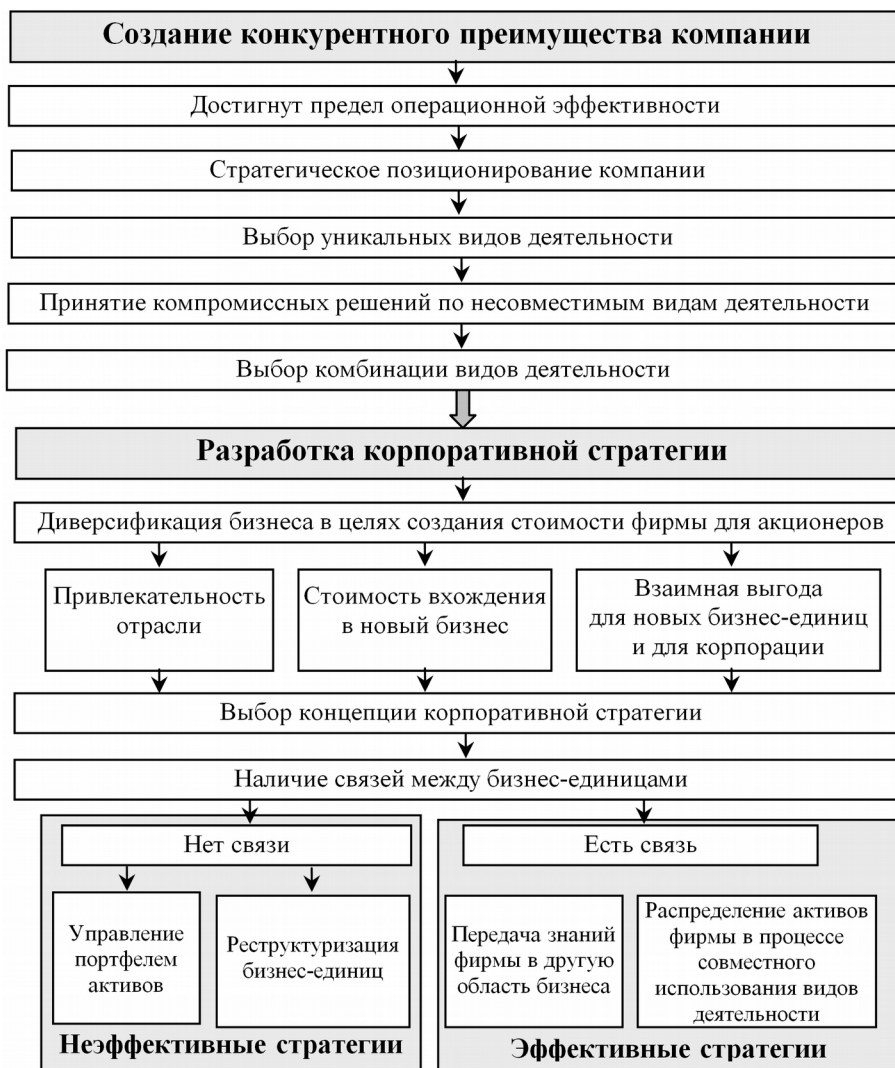 Создание конкурентного преимущества компании
Достигнут предел операционной эффективности
Стратегическое позиционирование компании
Выбор уникальных видов деятельности
Принятие компромиссных решений по несовместимым видам деятельности
Выбор комбинации видов деятельности
Разработка корпоративной стратегии
Диверсификация бизнеса в целях создания стоимости фирмы для акционеров
Привлекательность
отрасли
Стоимость вхождения
в новый бизнес
Взаимная выгода
для новых бизнес-единиц
и для корпорации
Выбор концепции корпоративной стратегии
Наличие связей между бизнес-единицами
Нет связи
Управление
портфелем
активов
Реструктуризация
бизнес-единиц
Неэффективные стратегии
Есть связь
Передача знаний
фирмы в другую
область бизнеса
Распределение активов
фирмы в процессе
совместного
использования видов
деятельности
Эффективные стратегии